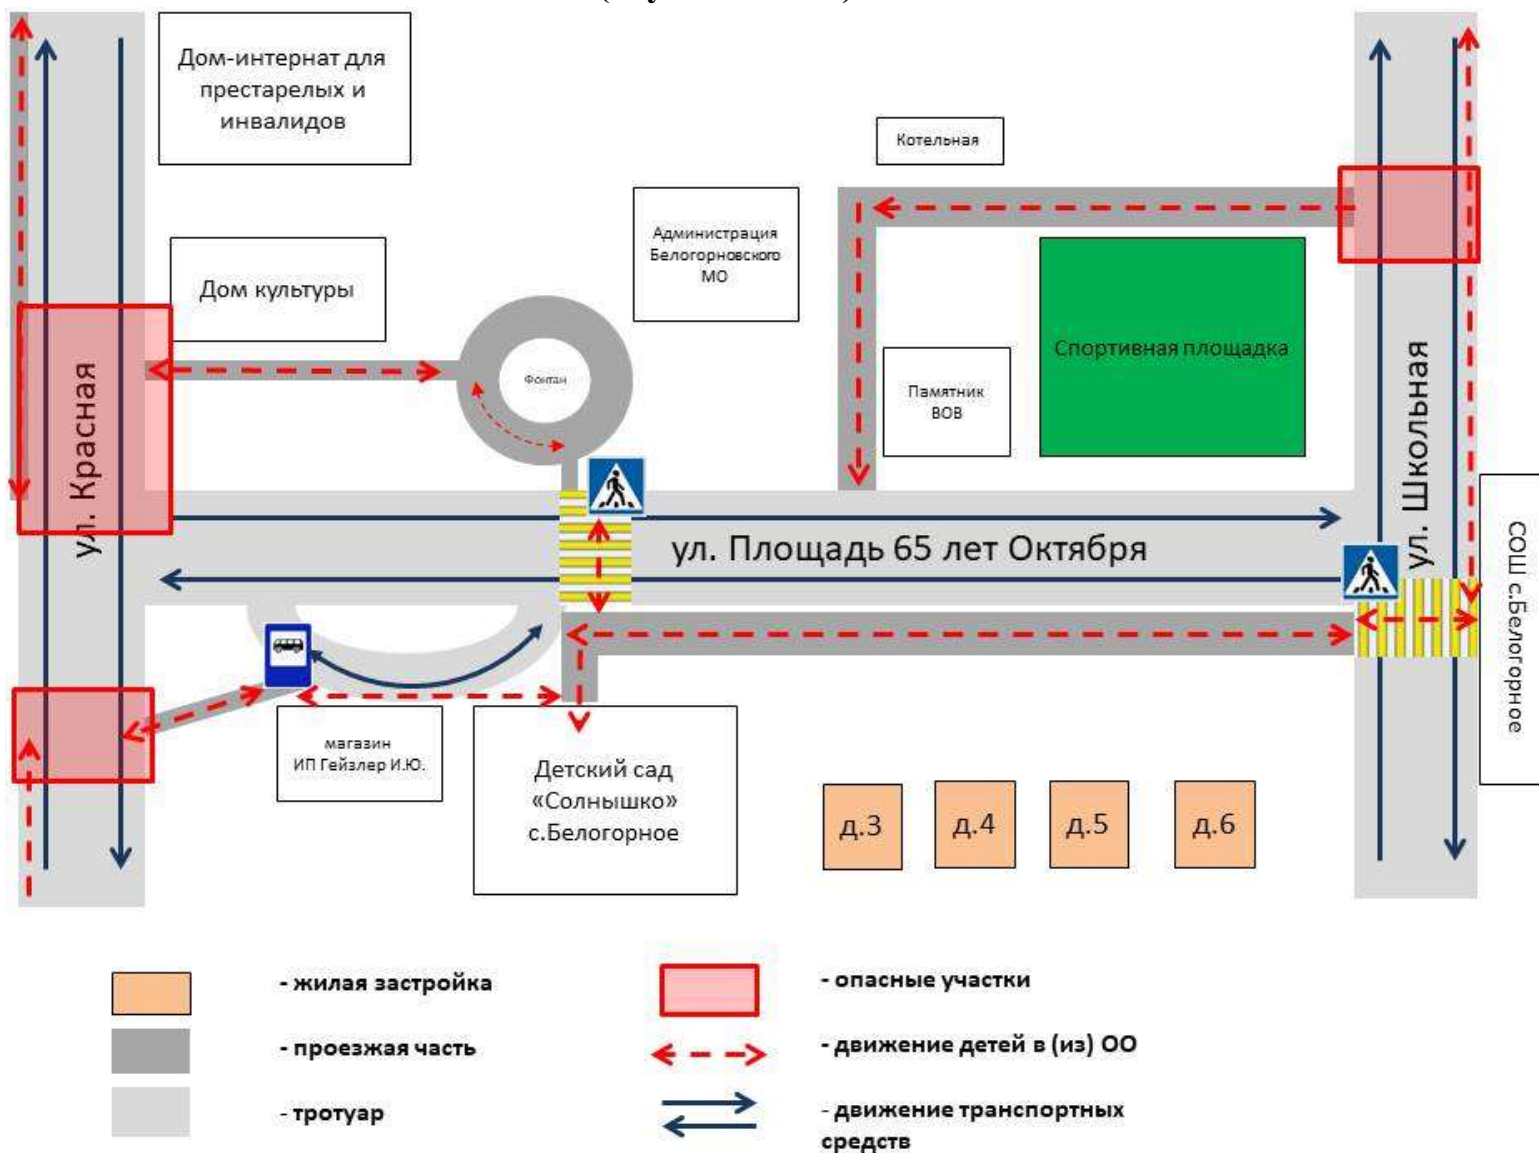 Дом-интернат для
престарелых и
инвалидов
Котельная
Администрация
Белогорновского
МО
Дом культуры
Фонтан
Спортивная площадка
Памятник
ВОВ
ул. Красная
ул. Школьная
ул. Площадь 65 лет Октября
СОШ с.Белогорное
магазин
ИП Гейзлер И.Ю.
Детский сад
«Солнышко»
с.Белогорное
д.3
д.4
д.5
д.6
- жилая застройка
- опасные участки
- проезжая часть
- движение детей в (из) ОО
- тротуар
- движение транспортных
средств